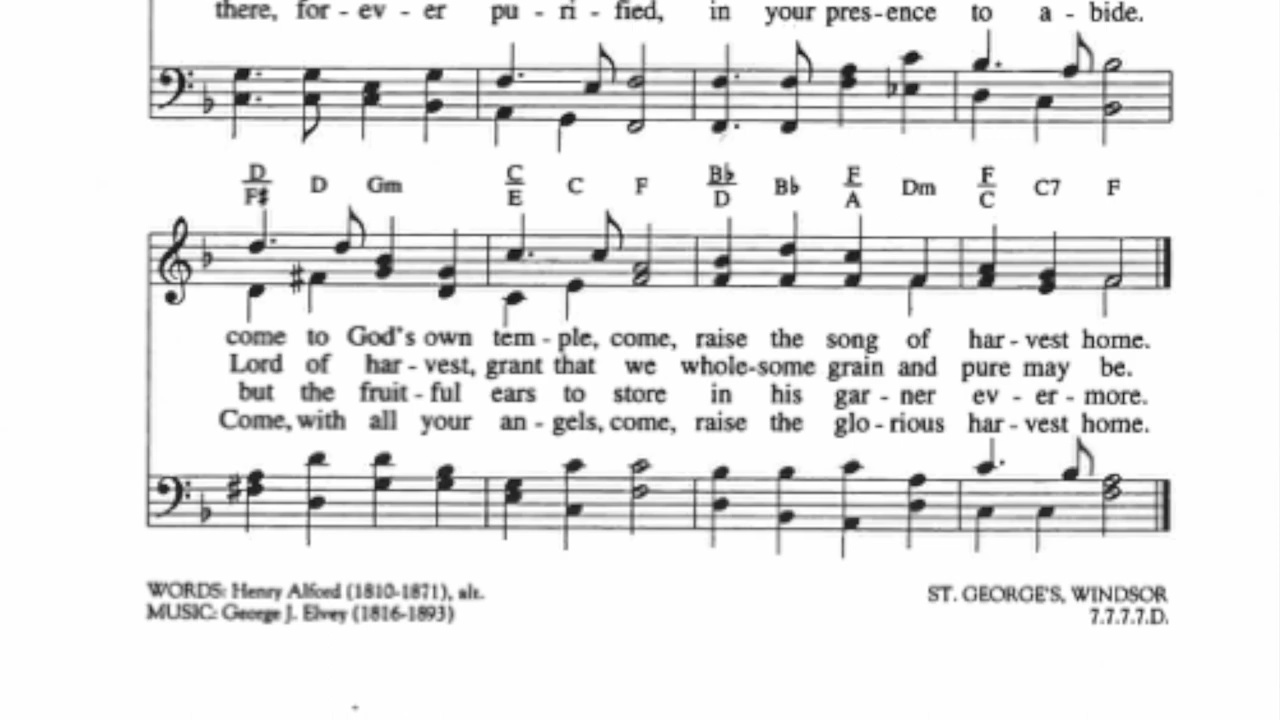 there, for - ev - er pu - ri - fied, in your pres - ence to a - bide.
D/F♯ D Gm C/E C F B♭/D B♭ F/A Dm F/C C7 F
come to God's own tem - ple, come, raise the song of har - vest home.
Lord of har - vest, grant that we whole - some grain and pure may be.
but the fruit - ful ears to store in his gar - ner ev - er - more.
Come, with all your an - gels, come, raise the glo - rious har - vest home.
WORDS: Henry Alford (1810-1871), alt.
MUSIC: George J. Elvey (1816-1893)
ST. GEORGE'S, WINDSOR
7.7.7.7.D.